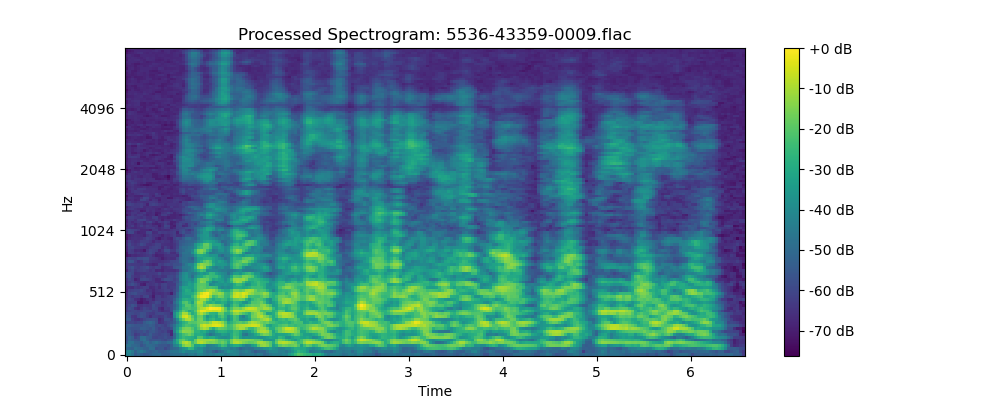 Processed Spectrogram: 5536-43359-0009.flac
Hz
4096
2048
1024
512
0
0 1 2 3 4 5 6
Time
+0 dB
-10 dB
-20 dB
-30 dB
-40 dB
-50 dB
-60 dB
-70 dB